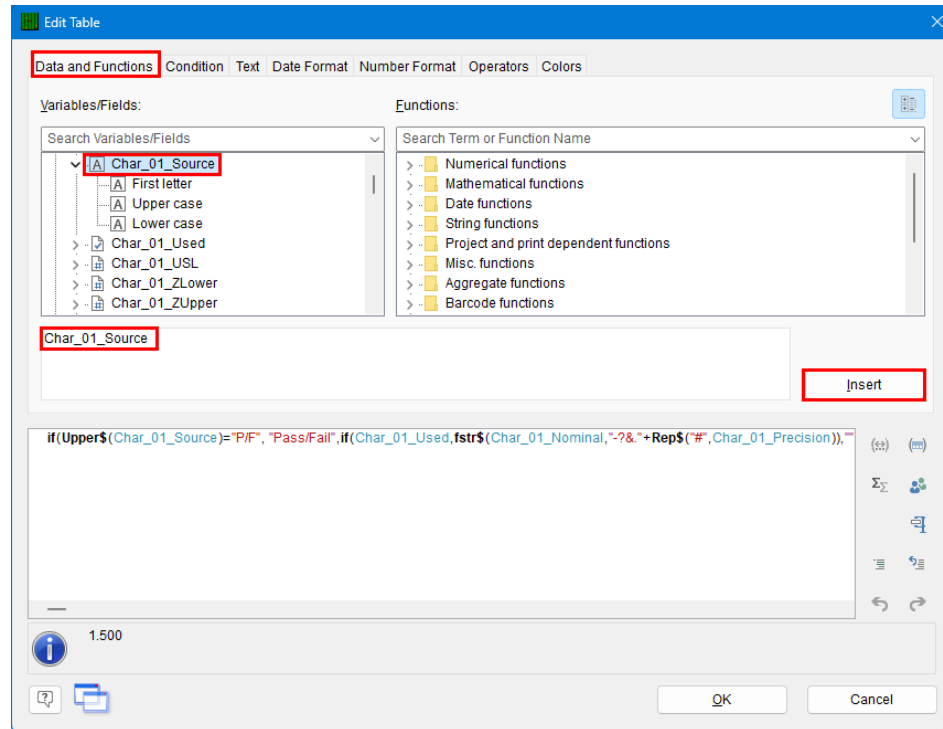 Edit Table
Data and Functions Condition Text Date Format Number Format Operators Colors
Variables/Fields: Functions:
Search Variables/Fields Search Term or Function Name
Char_01_Source Numerical functions
First letter Mathematical functions
Upper case Date functions
Lower case String functions
Char_01_Used Project and print dependent functions
Char_01_USL Misc. functions
Char_01_ZLower Aggregate functions
Char_01_ZUpper Barcode functions
Char_01_Source
Insert
if(Upper$(Char_01_Source)="P/F", "Pass/Fail",if(Char_01_Used,fstr$(Char_01_Nominal,"-?&."+Rep$("#",Char_01_Precision)),""
1.500
OK Cancel